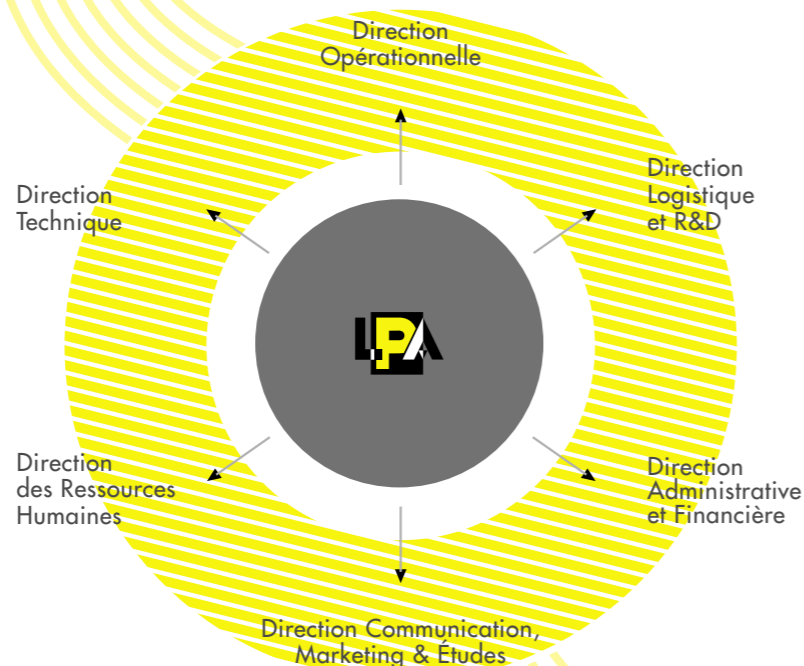 Direction
Opérationnelle
Direction
Technique
Direction
Logistique
et R&D
LPA
Direction
des Ressources
Humaines
Direction
Administrative
et Financière
Direction Communication,
Marketing & Études